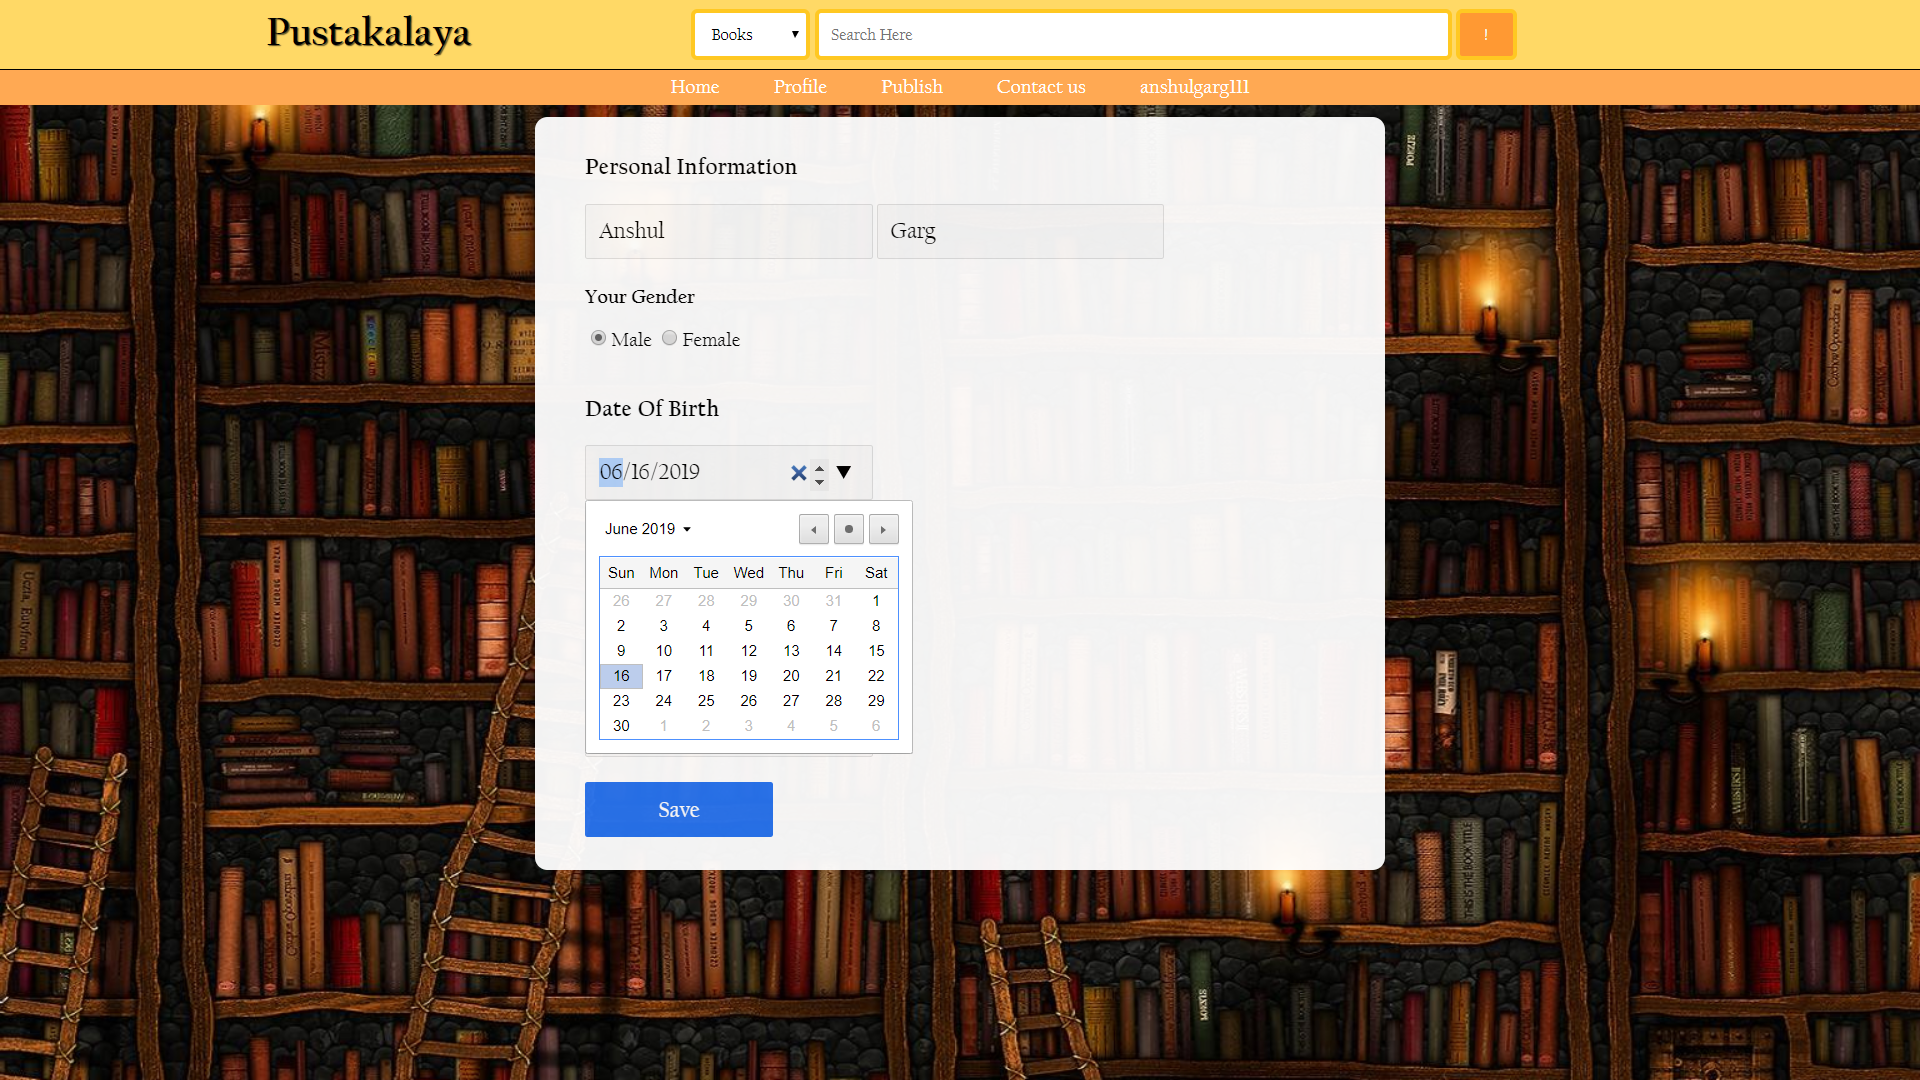 Pustakalaya
Books
Search Here
!
Home
Profile
Publish
Contact us
anshulgarg111
Personal Information
Anshul
Garg
Your Gender
Male
Female
Date Of Birth
06/16/2019
June 2019
Sun Mon Tue Wed Thu Fri Sat
26 27 28 29 30 31 1
2 3 4 5 6 7 8
9 10 11 12 13 14 15
16 17 18 19 20 21 22
23 24 25 26 27 28 29
30 1 2 3 4 5 6
Save